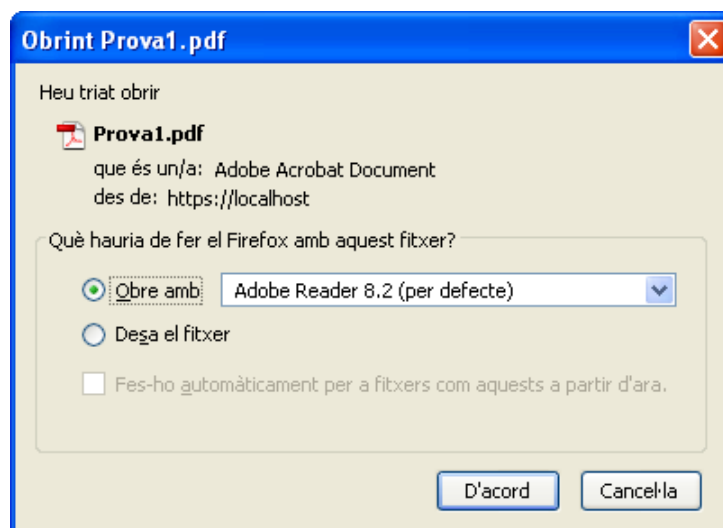 Obrint Prova1.pdf
Heu triat obrir
Prova1.pdf
que és un/a: Adobe Acrobat Document
des de: https://localhost
Què hauria de fer el Firefox amb aquest fitxer?
Obre amb Adobe Reader 8.2 (per defecte)
Desa el fitxer
Fes-ho automàticament per a fitxers com aquests a partir d'ara.
D'acord Cancel·la